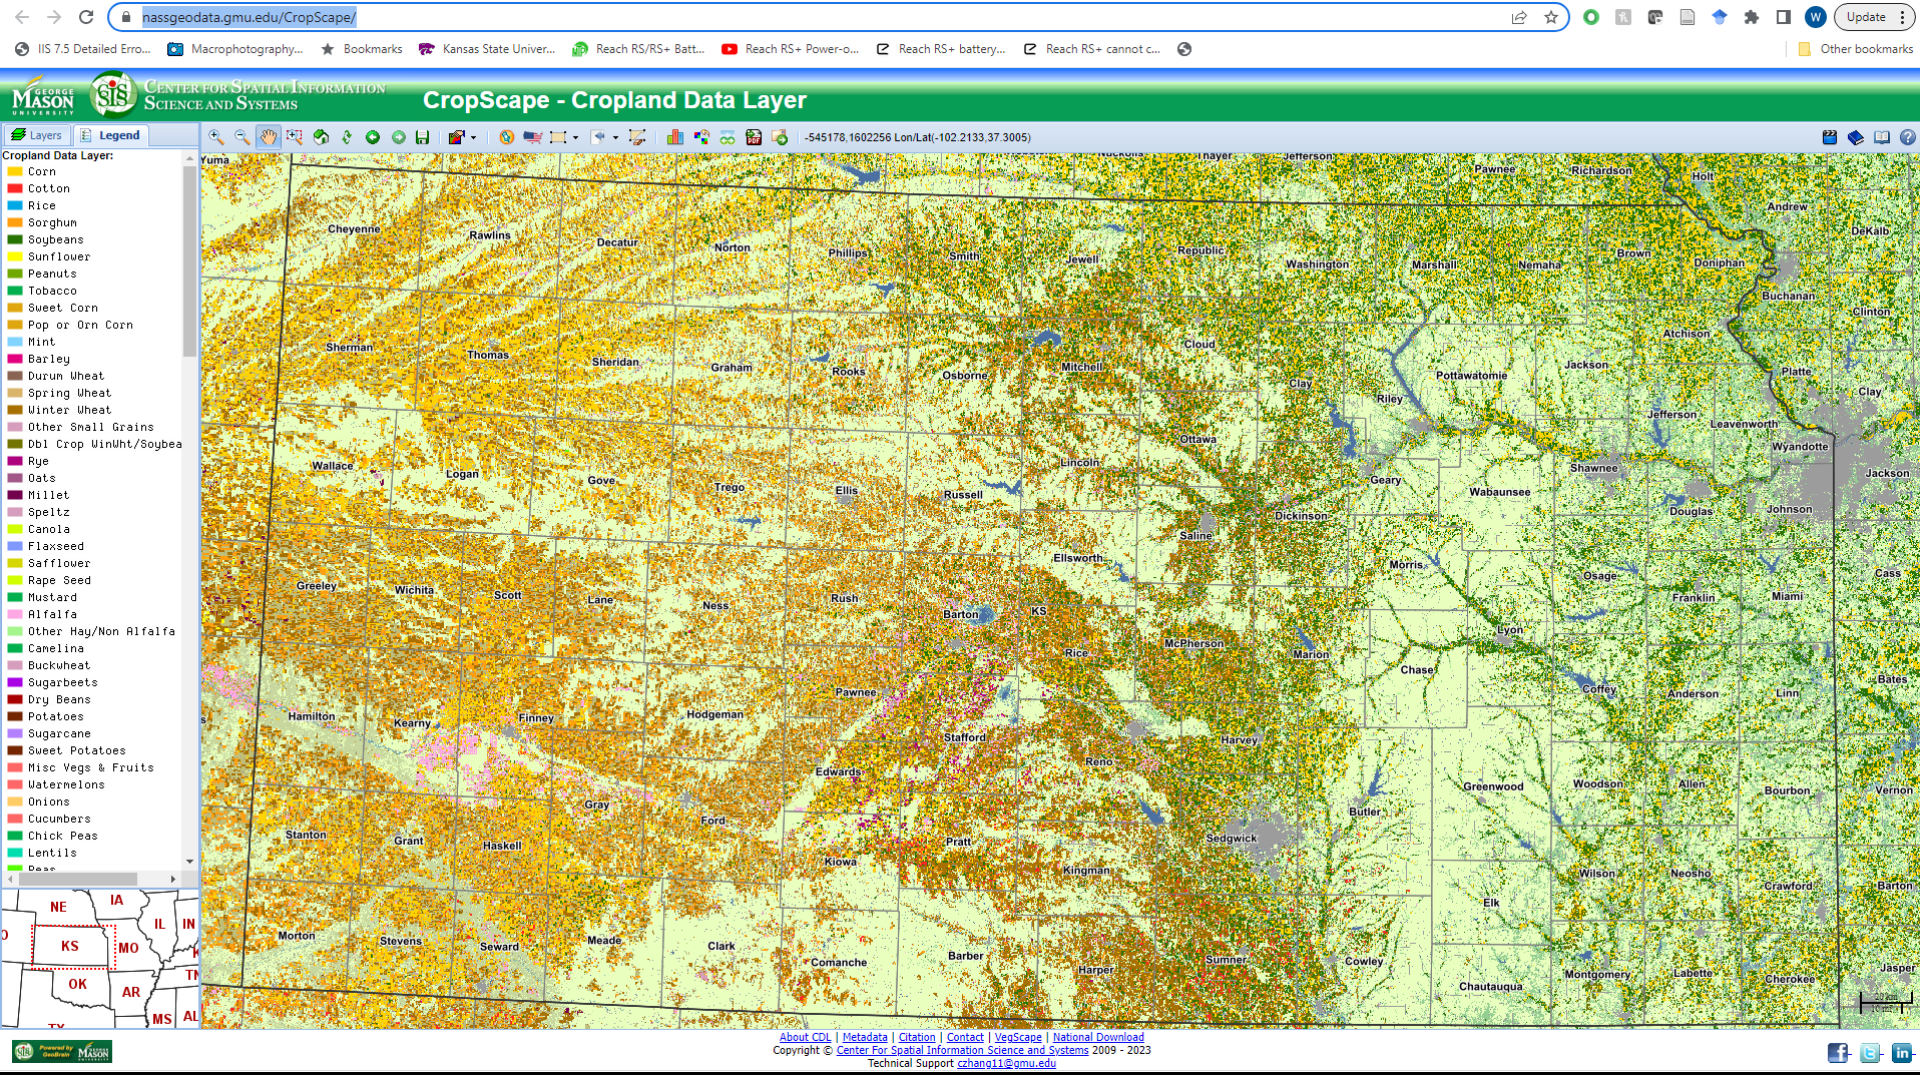 nassgeodata.gmu.edu/CropScape/
W
Update
IIS 7.5 Detailed Erro...
Macrophotography...
Bookmarks
Kansas State Univer...
Reach RS/RS+ Batt...
Reach RS+ Power-o...
Reach RS+ battery...
Reach RS+ cannot c...
Other bookmarks
GEORGE MASON UNIVERSITY
SIS
CENTER FOR SPATIAL INFORMATION
SCIENCE AND SYSTEMS
CropScape - Cropland Data Layer
Layers
Legend
-545178,1602256 Lon/Lat(-102.2133,37.3005)
Cropland Data Layer:
Corn
Cotton
Rice
Sorghum
Soybeans
Sunflower
Peanuts
Tobacco
Sweet Corn
Pop or Orn Corn
Mint
Barley
Durum Wheat
Spring Wheat
Winter Wheat
Other Small Grains
Dbl Crop WinWht/Soybea
Rye
Oats
Millet
Speltz
Canola
Flaxseed
Safflower
Rape Seed
Mustard
Alfalfa
Other Hay/Non Alfalfa
Camelina
Buckwheat
Sugarbeets
Dry Beans
Potatoes
Sugarcane
Sweet Potatoes
Misc Vegs & Fruits
Watermelons
Onions
Cucumbers
Chick Peas
Lentils
Peas
Yuma
Nuckolls
Thayer
Jefferson
Pawnee
Richardson
Holt
Andrew
DeKalb
Cheyenne
Rawlins
Decatur
Norton
Phillips
Smith
Jewell
Republic
Washington
Marshall
Nemaha
Brown
Doniphan
Buchanan
Clinton
Sherman
Thomas
Sheridan
Graham
Rooks
Osborne
Mitchell
Cloud
Clay
Riley
Pottawatomie
Jackson
Atchison
Platte
Clay
Jefferson
Leavenworth
Wyandotte
Wallace
Logan
Gove
Trego
Ellis
Russell
Lincoln
Ottawa
Geary
Wabaunsee
Shawnee
Douglas
Johnson
Jackson
Dickinson
Saline
Ellsworth
Morris
Osage
Franklin
Miami
Cass
Greeley
Wichita
Scott
Lane
Ness
Rush
Barton
KS
Rice
McPherson
Marion
Chase
Lyon
Coffey
Anderson
Linn
Bates
Hamilton
Kearny
Finney
Hodgeman
Pawnee
Stafford
Edwards
Reno
Harvey
Greenwood
Woodson
Allen
Bourbon
Vernon
Stanton
Grant
Haskell
Gray
Ford
Kiowa
Pratt
Kingman
Sedgwick
Butler
Elk
Wilson
Neosho
Crawford
Barton
Morton
Stevens
Seward
Meade
Clark
Comanche
Barber
Harper
Sumner
Cowley
Chautauqua
Montgomery
Labette
Cherokee
Jasper
NE
IA
IL
IN
KS
MO
OK
AR
TN
TX
MS
AL
About CDL | Metadata | Citation | Contact | VegScape | National Download
Copyright © Center For Spatial Information Science and Systems 2009 - 2023
Technical Support czhang11@gmu.edu
Powered by
GeoBrain
MASON